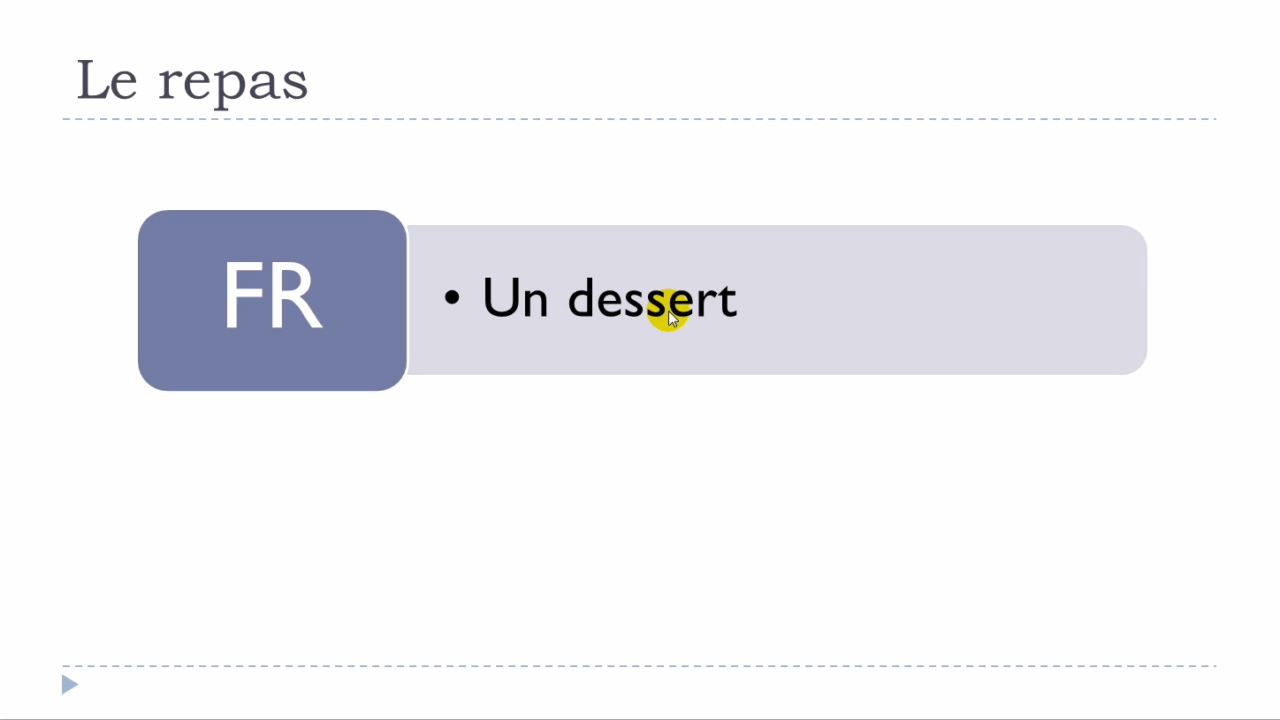 Le repas
FR
• Un dessert